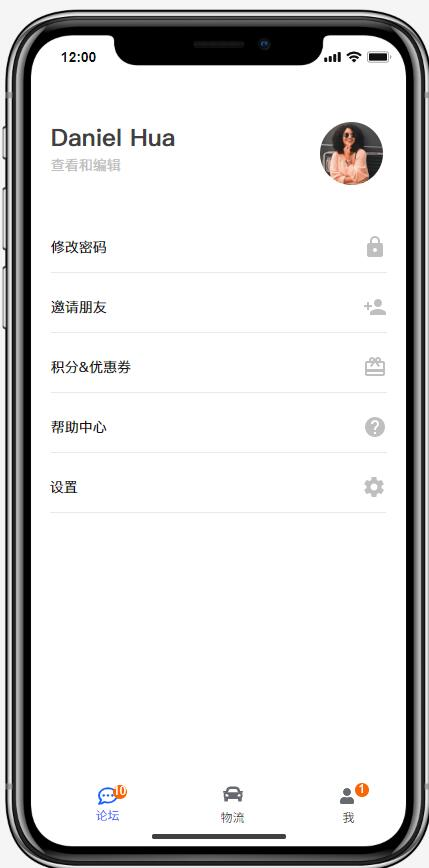 12:00
Daniel Hua
查看和编辑
修改密码
邀请朋友
积分&优惠券
帮助中心
设置
10
1
论坛
物流
我